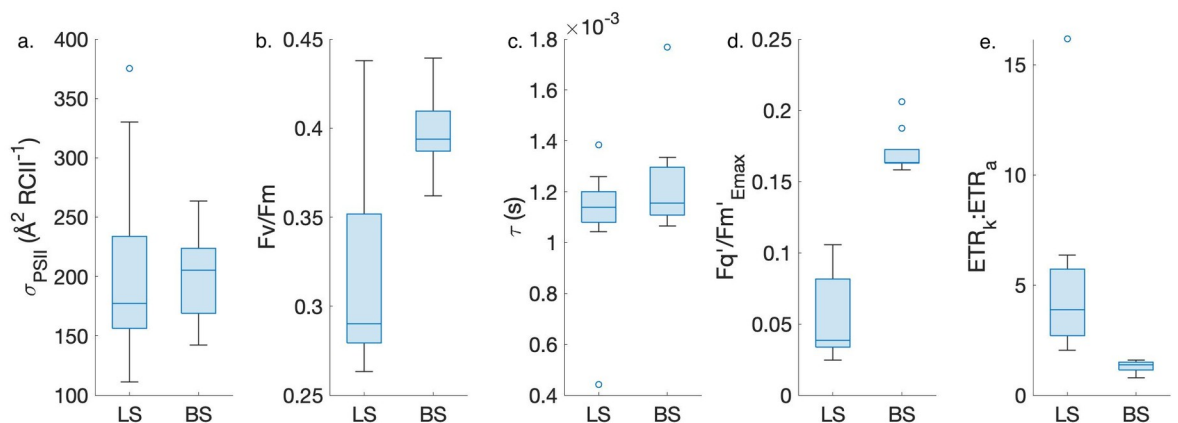 a.
400
350
300
250
200
150
100
σPSII (Å² RCII⁻¹)
LS BS
b.
0.45
0.4
0.35
0.3
0.25
Fv/Fm
LS BS
c.
×10⁻³
1.8
1.6
1.4
1.2
1
0.8
0.6
0.4
τ (s)
LS BS
d.
0.25
0.2
0.15
0.1
0.05
0
Fq'/Fm'Emax
LS BS
e.
15
10
5
0
ETRk:ETRa
LS BS